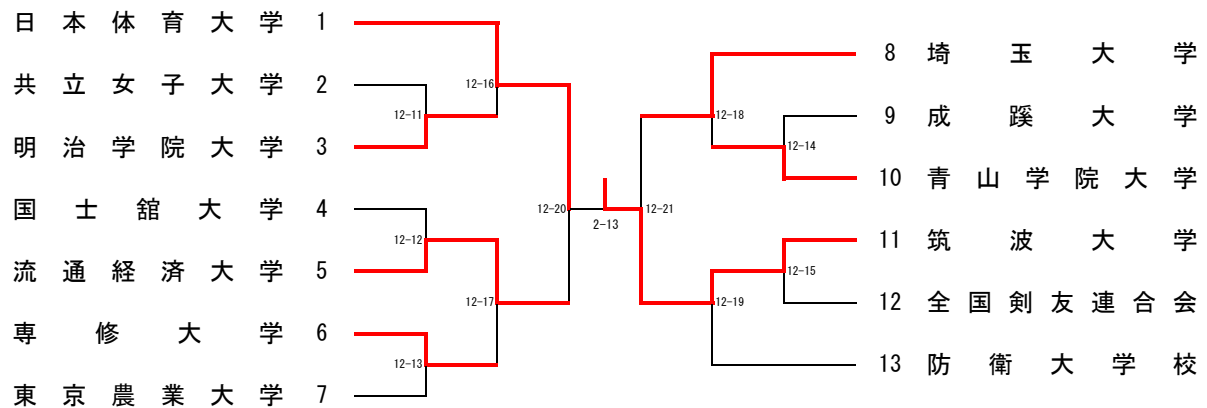 日本体育大学 1
共立女子大学 2
明治学院大学 3
国士舘大学 4
流通経済大学 5
専修大学 6
東京農業大学 7
12-16
12-11
12-12
12-17
12-13
12-20
2-13
12-21
12-18
12-14
12-15
12-19
8 埼玉大学
9 成蹊大学
10 青山学院大学
11 筑波大学
12 全国剣友連合会
13 防衛大学校